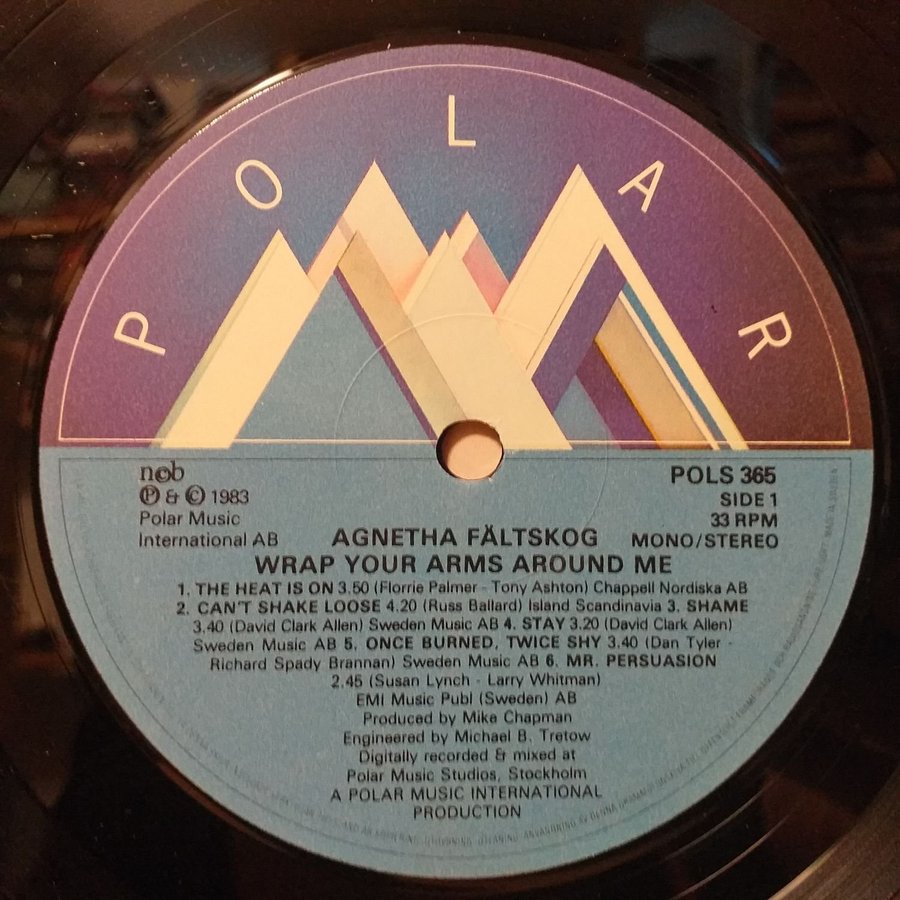 POLAR
ncb
Ⓟ & © 1983
Polar Music
International AB
POLS 365
SIDE 1
33 RPM
MONO/STEREO
AGNETHA FÄLTSKOG
WRAP YOUR ARMS AROUND ME
1. THE HEAT IS ON 3.50 (Florrie Palmer - Tony Ashton) Chappell Nordiska AB
2. CAN'T SHAKE LOOSE 4.20 (Russ Ballard) Island Scandinavia 3. SHAME
3.40 (David Clark Allen) Sweden Music AB 4. STAY 3.20 (David Clark Allen)
Sweden Music AB 5. ONCE BURNED, TWICE SHY 3.40 (Dan Tyler -
Richard Spady Brannan) Sweden Music AB 6. MR. PERSUASION
2.45 (Susan Lynch - Larry Whitman)
EMI Music Publ (Sweden) AB
Produced by Mike Chapman
Engineered by Michael B. Tretow
Digitally recorded & mixed at
Polar Music Studios, Stockholm
A POLAR MUSIC INTERNATIONAL
PRODUCTION